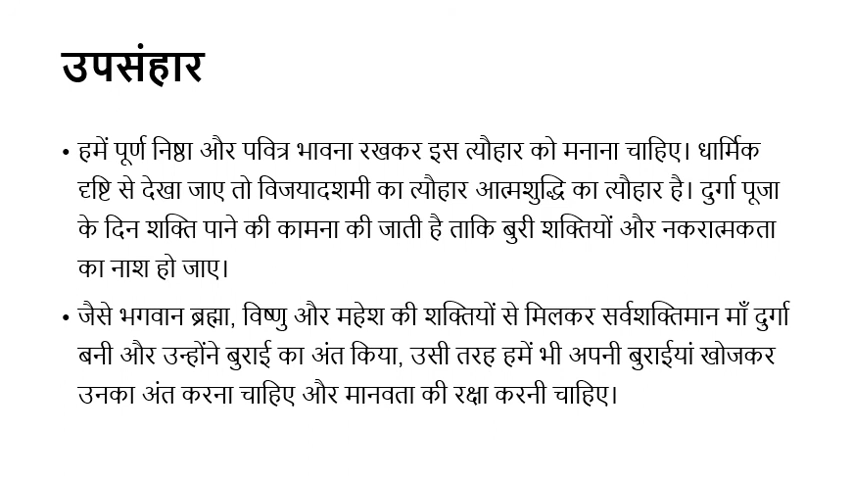 उपसंहार
• हमें पूर्ण निष्ठा और पवित्र भावना रखकर इस त्यौहार को मनाना चाहिए। धार्मिक
दृष्टि से देखा जाए तो विजयादशमी का त्यौहार आत्मशुद्धि का त्यौहार है। दुर्गा पूजा
के दिन शक्ति पाने की कामना की जाती है ताकि बुरी शक्तियों और नकरात्मकता
का नाश हो जाए।
• जैसे भगवान ब्रह्मा, विष्णु और महेश की शक्तियों से मिलकर सर्वशक्तिमान माँ दुर्गा
बनी और उन्होंने बुराई का अंत किया, उसी तरह हमें भी अपनी बुराईयां खोजकर
उनका अंत करना चाहिए और मानवता की रक्षा करनी चाहिए।